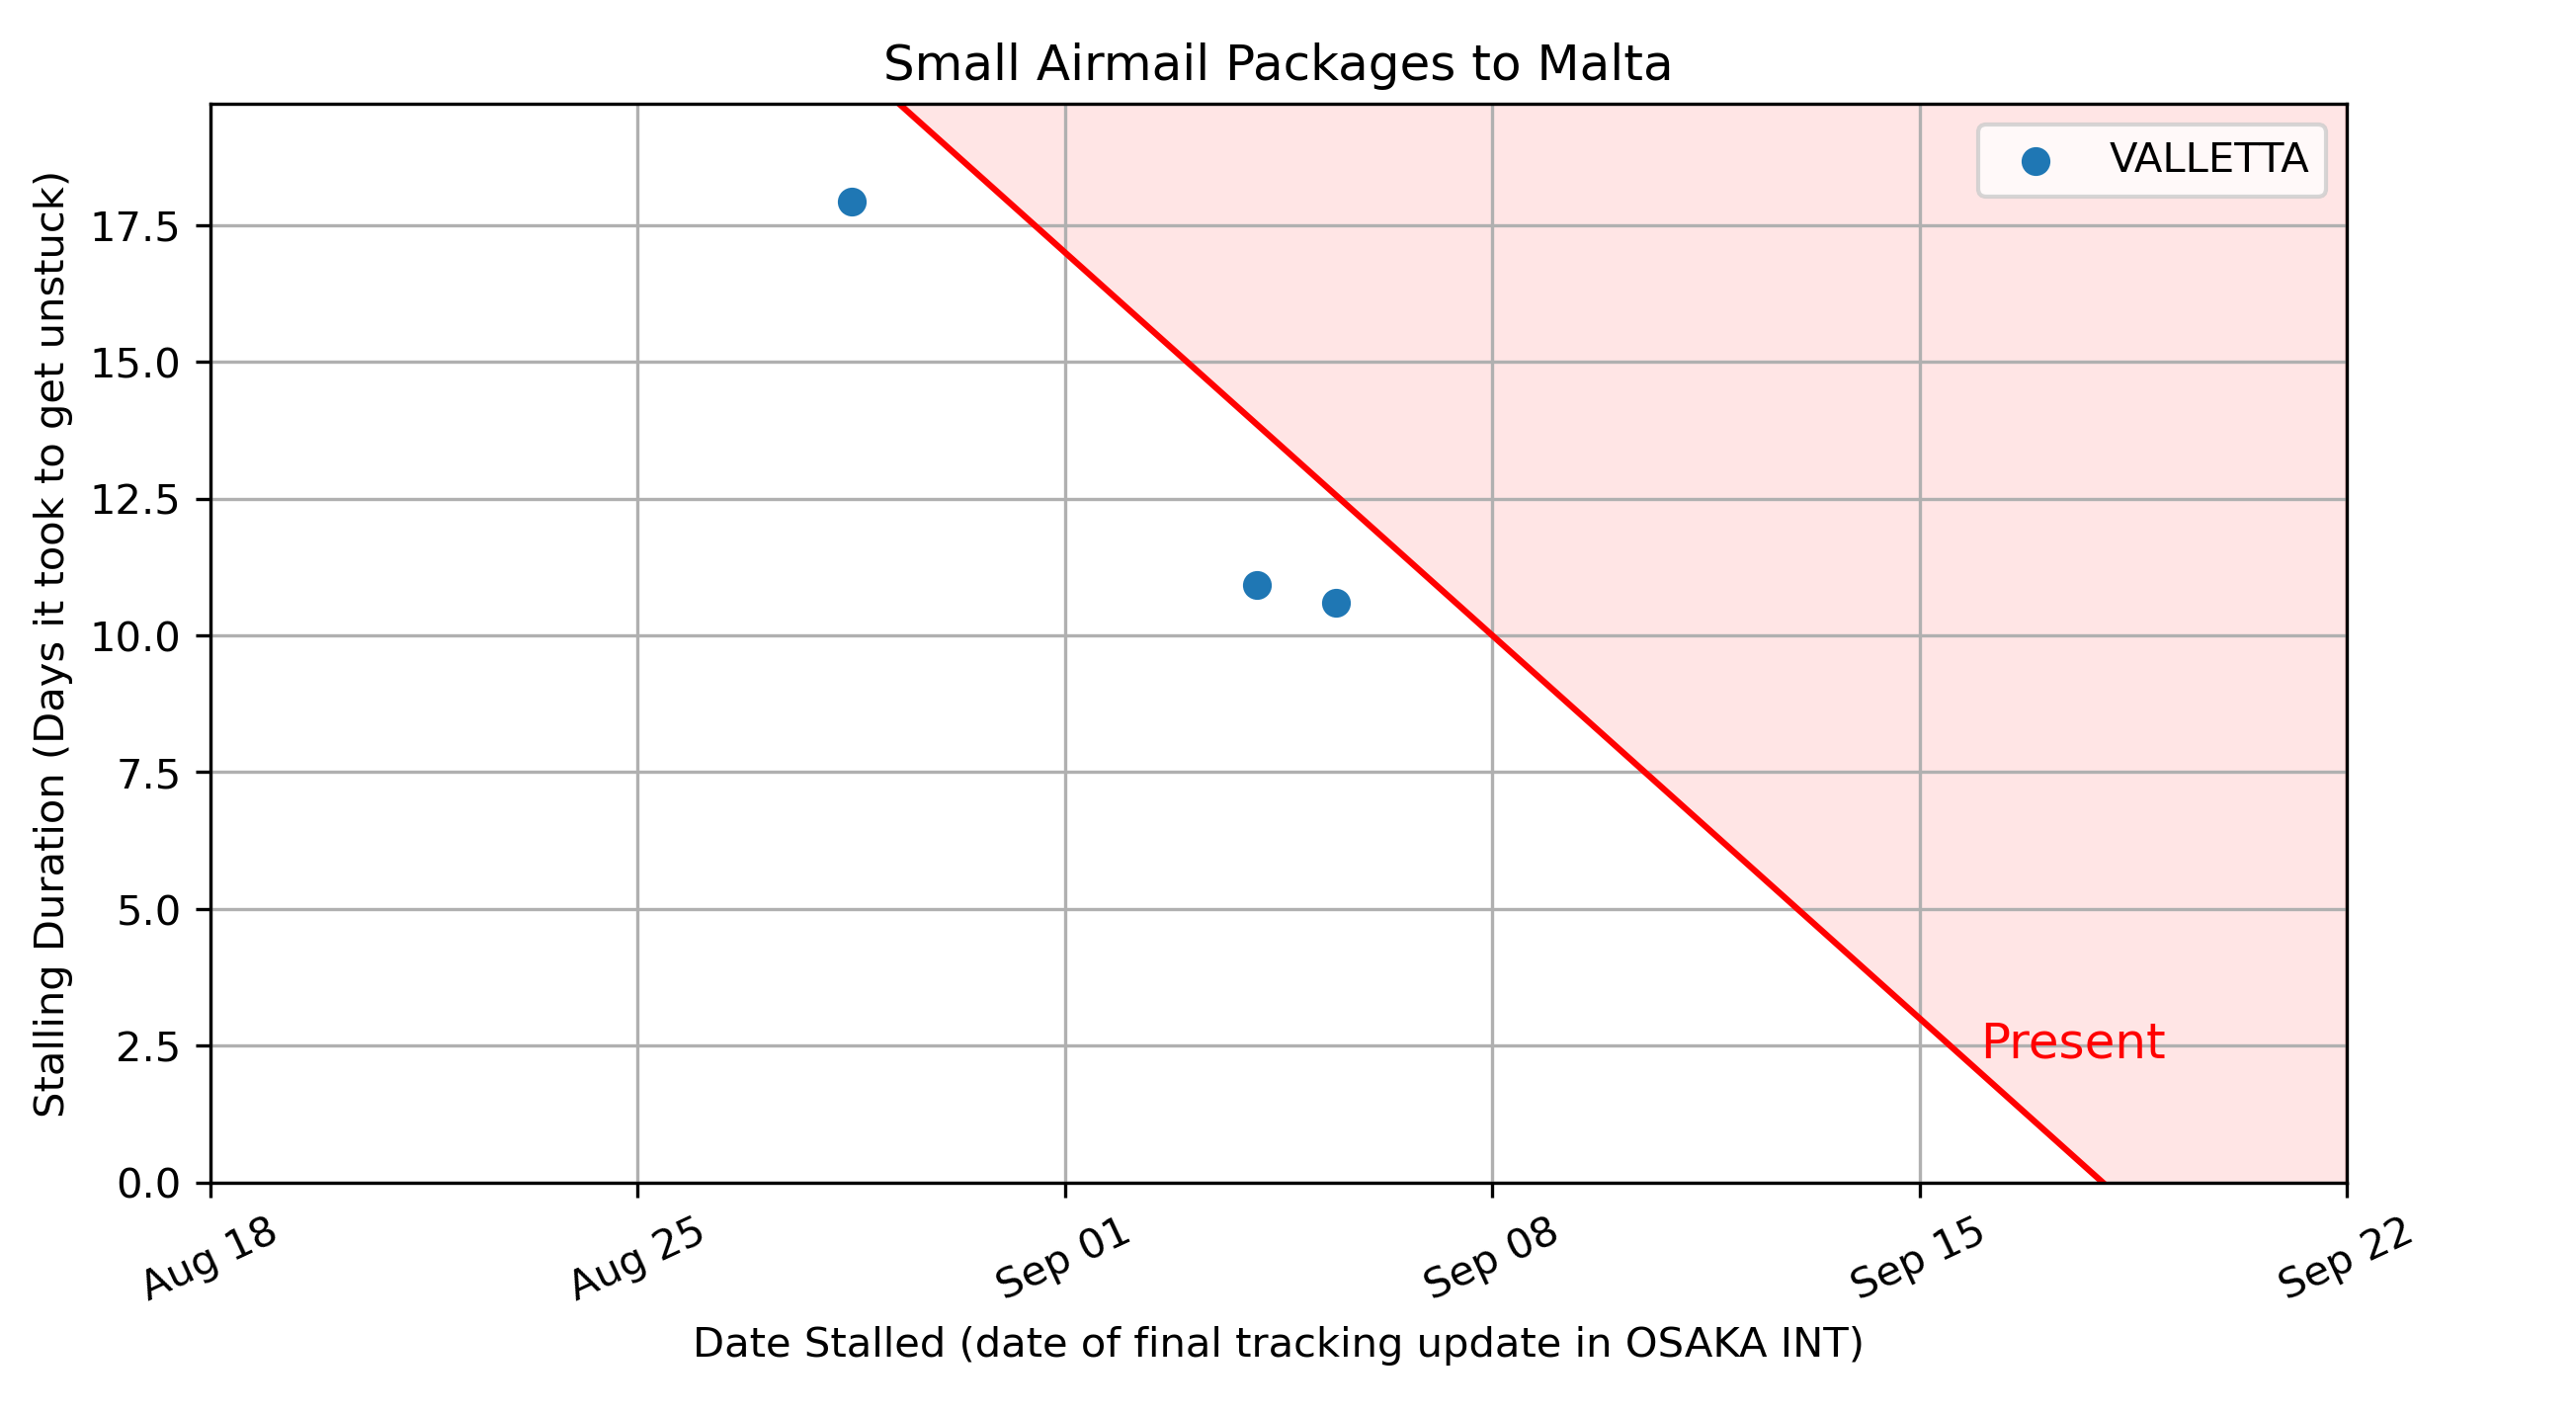 Small Airmail Packages to Malta
VALLETTA
Stalling Duration (Days it took to get unstuck)
17.5
15.0
12.5
10.0
7.5
5.0
2.5
0.0
Present
Aug 18
Aug 25
Sep 01
Sep 08
Sep 15
Sep 22
Date Stalled (date of final tracking update in OSAKA INT)